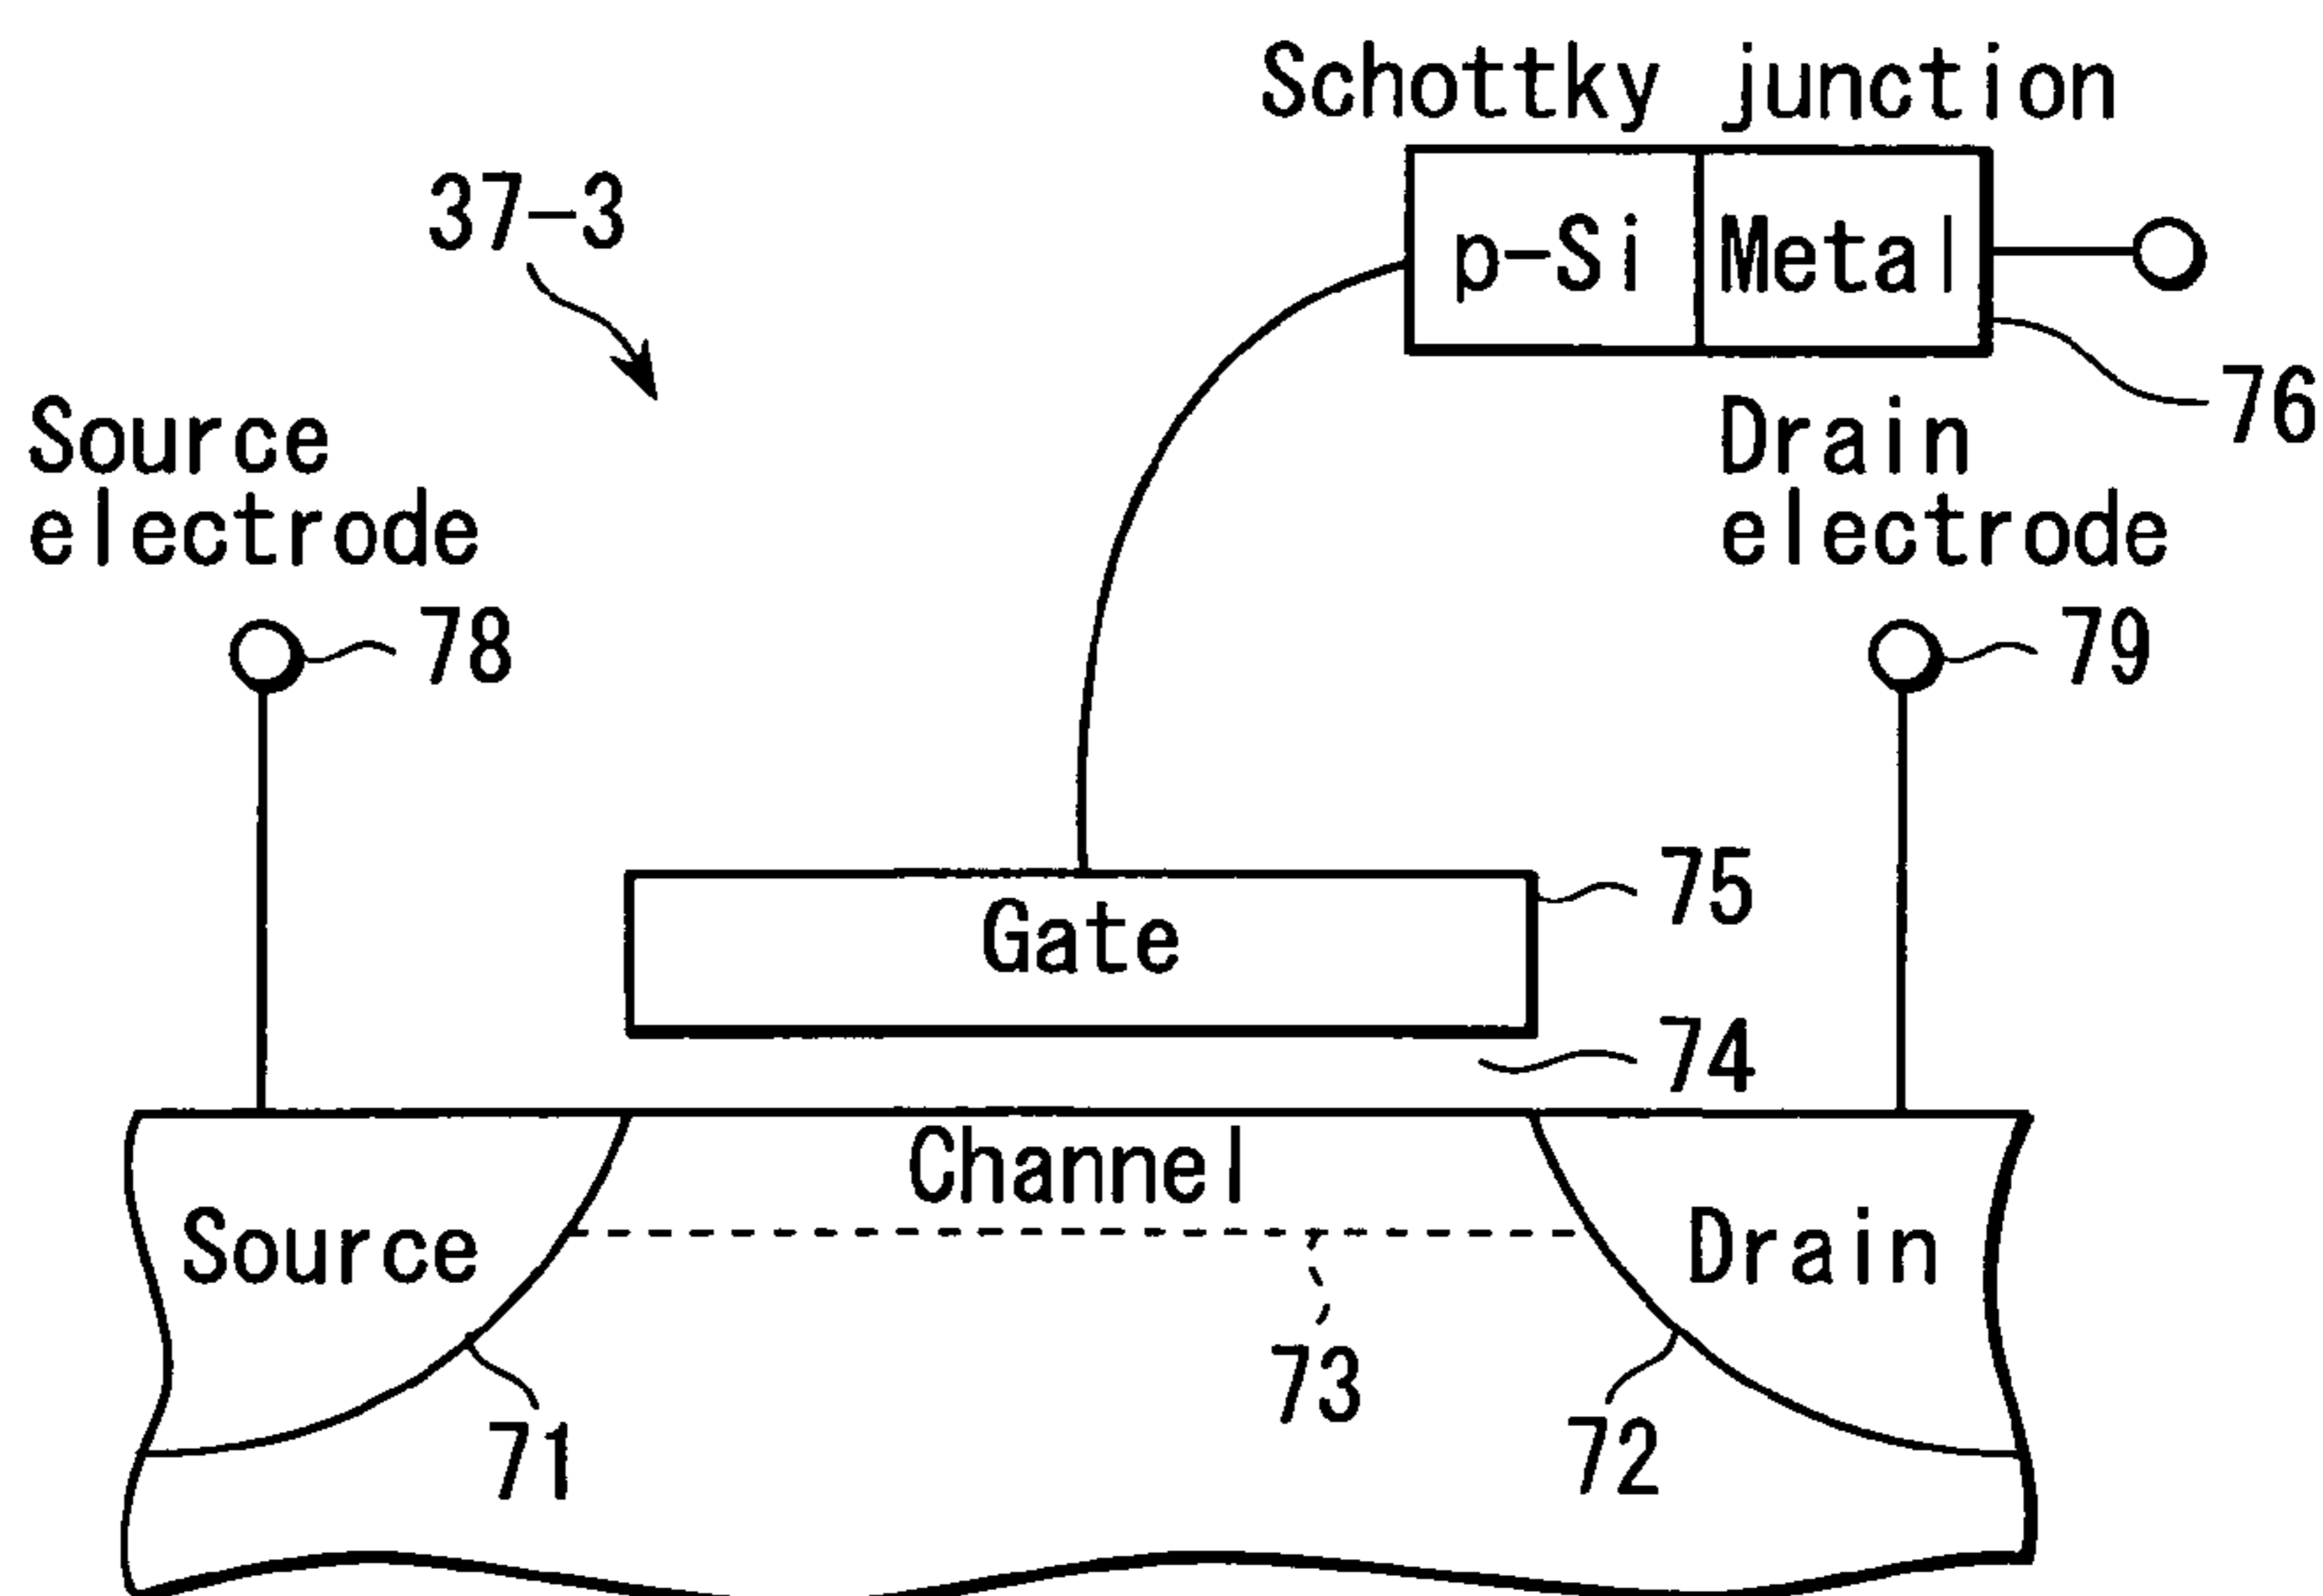 Schottky junction
37-3
p-Si
Metal
76
Source
electrode
Drain
electrode
78
79
75
Gate
74
Channel
Source
Drain
73
71
72